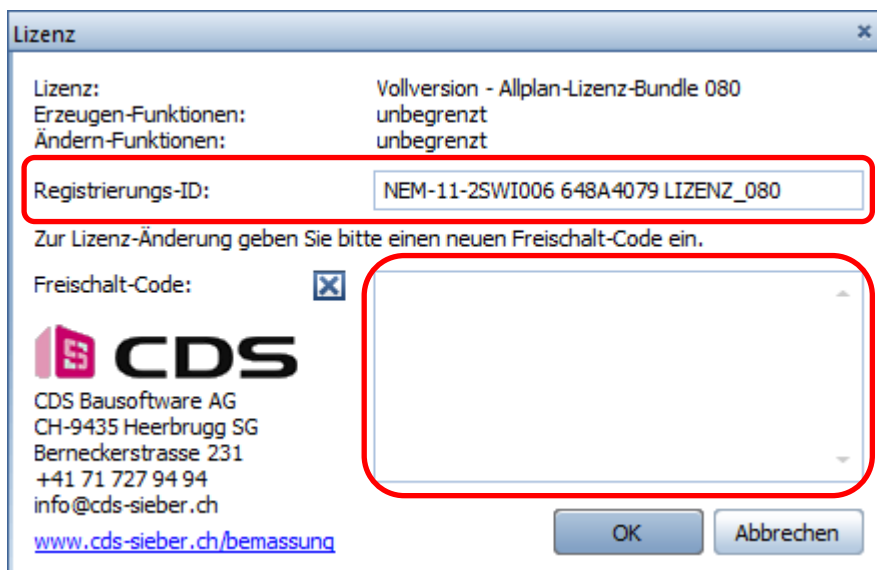 Lizenz
Lizenz: Vollversion - Allplan-Lizenz-Bundle 080
Erzeugen-Funktionen: unbegrenzt
Ändern-Funktionen: unbegrenzt
Registrierungs-ID: NEM-11-2SWI006 648A4079 LIZENZ_080
Zur Lizenz-Änderung geben Sie bitte einen neuen Freischalt-Code ein.
Freischalt-Code:
CDS
CDS Bausoftware AG
CH-9435 Heerbrugg SG
Berneckerstrasse 231
+41 71 727 94 94
info@cds-sieber.ch
www.cds-sieber.ch/bemassung
OK Abbrechen